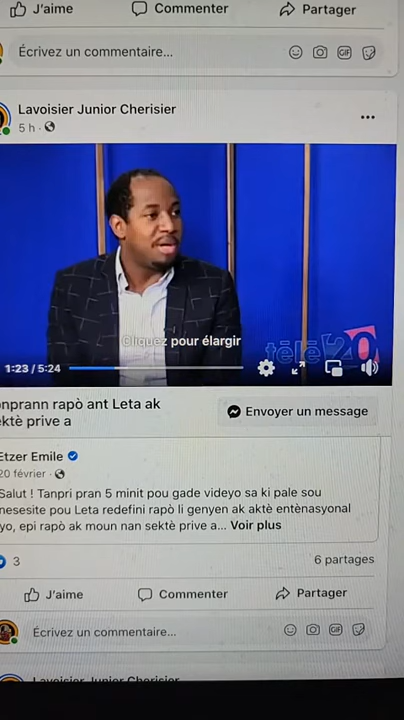 J'aime Commenter Partager
Écrivez un commentaire...
GIF
Lavoisier Junior Cherisier
5 h ·
Cliquez pour élargir
télé 20
1:23 / 5:24
rapò ant Leta ak
prive a
Envoyer un message
Etzer Emile
20 février ·
Salut ! Tanpri pran 5 minit pou gade videyo sa ki pale sou
nesesite pou Leta redefini rapò li genyen ak aktè entènasyonal
yo, epi rapò ak moun nan sektè prive a... Voir plus
3
6 partages
J'aime Commenter Partager
Écrivez un commentaire...
GIF
Lavoisier Junior Cherisier